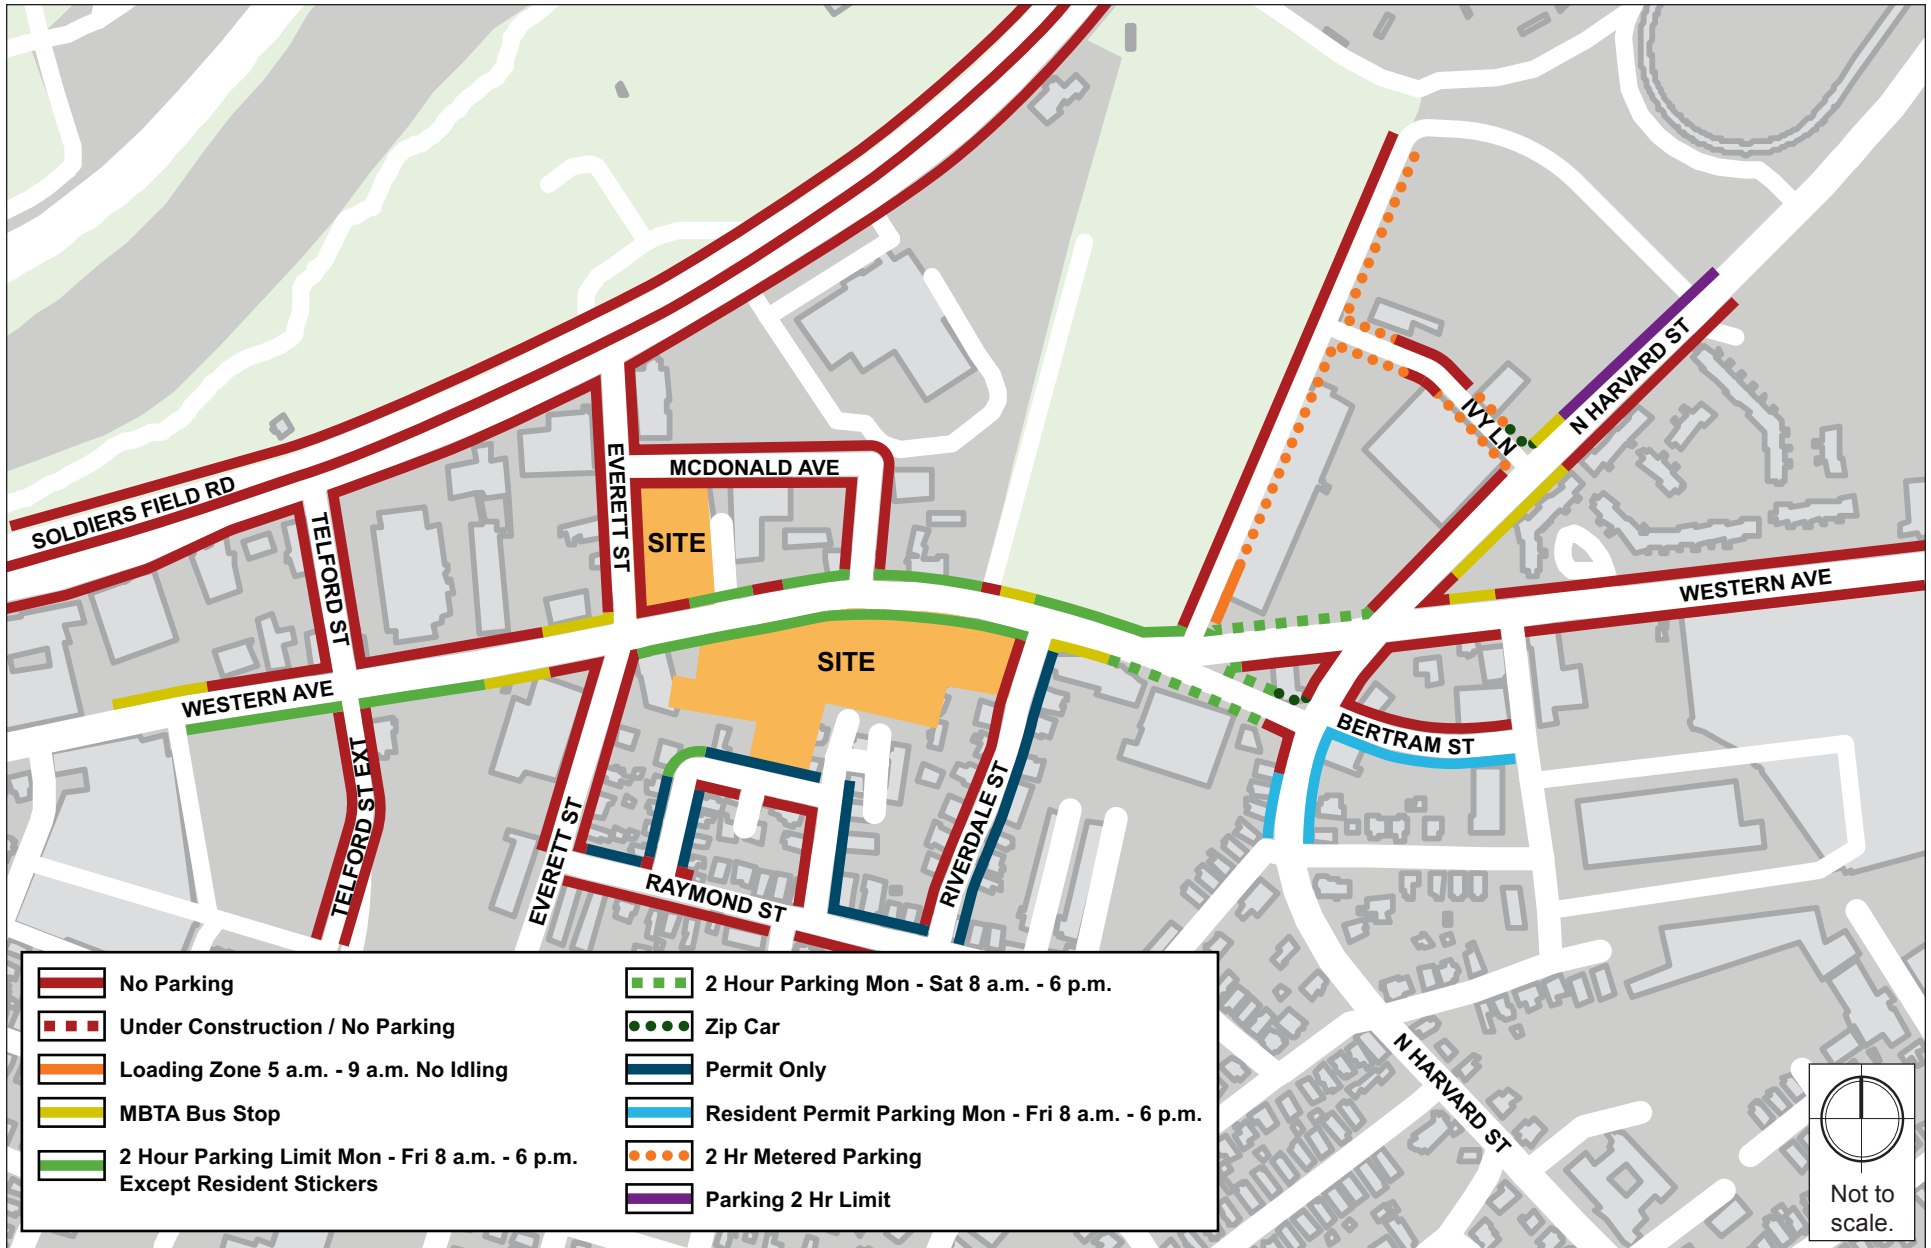 SOLDIERS FIELD RD
TELFORD ST
EVERETT ST
MCDONALD AVE
SITE
SITE
IVY LN
N HARVARD ST
WESTERN AVE
WESTERN AVE
BERTRAM ST
TELFORD ST EXT
EVERETT ST
RAYMOND ST
RIVERDALE ST
N HARVARD ST
No Parking
Under Construction / No Parking
Loading Zone 5 a.m. - 9 a.m. No Idling
MBTA Bus Stop
2 Hour Parking Limit Mon - Fri 8 a.m. - 6 p.m.
Except Resident Stickers
2 Hour Parking Mon - Sat 8 a.m. - 6 p.m.
Zip Car
Permit Only
Resident Permit Parking Mon - Fri 8 a.m. - 6 p.m.
2 Hr Metered Parking
Parking 2 Hr Limit
Not to
scale.